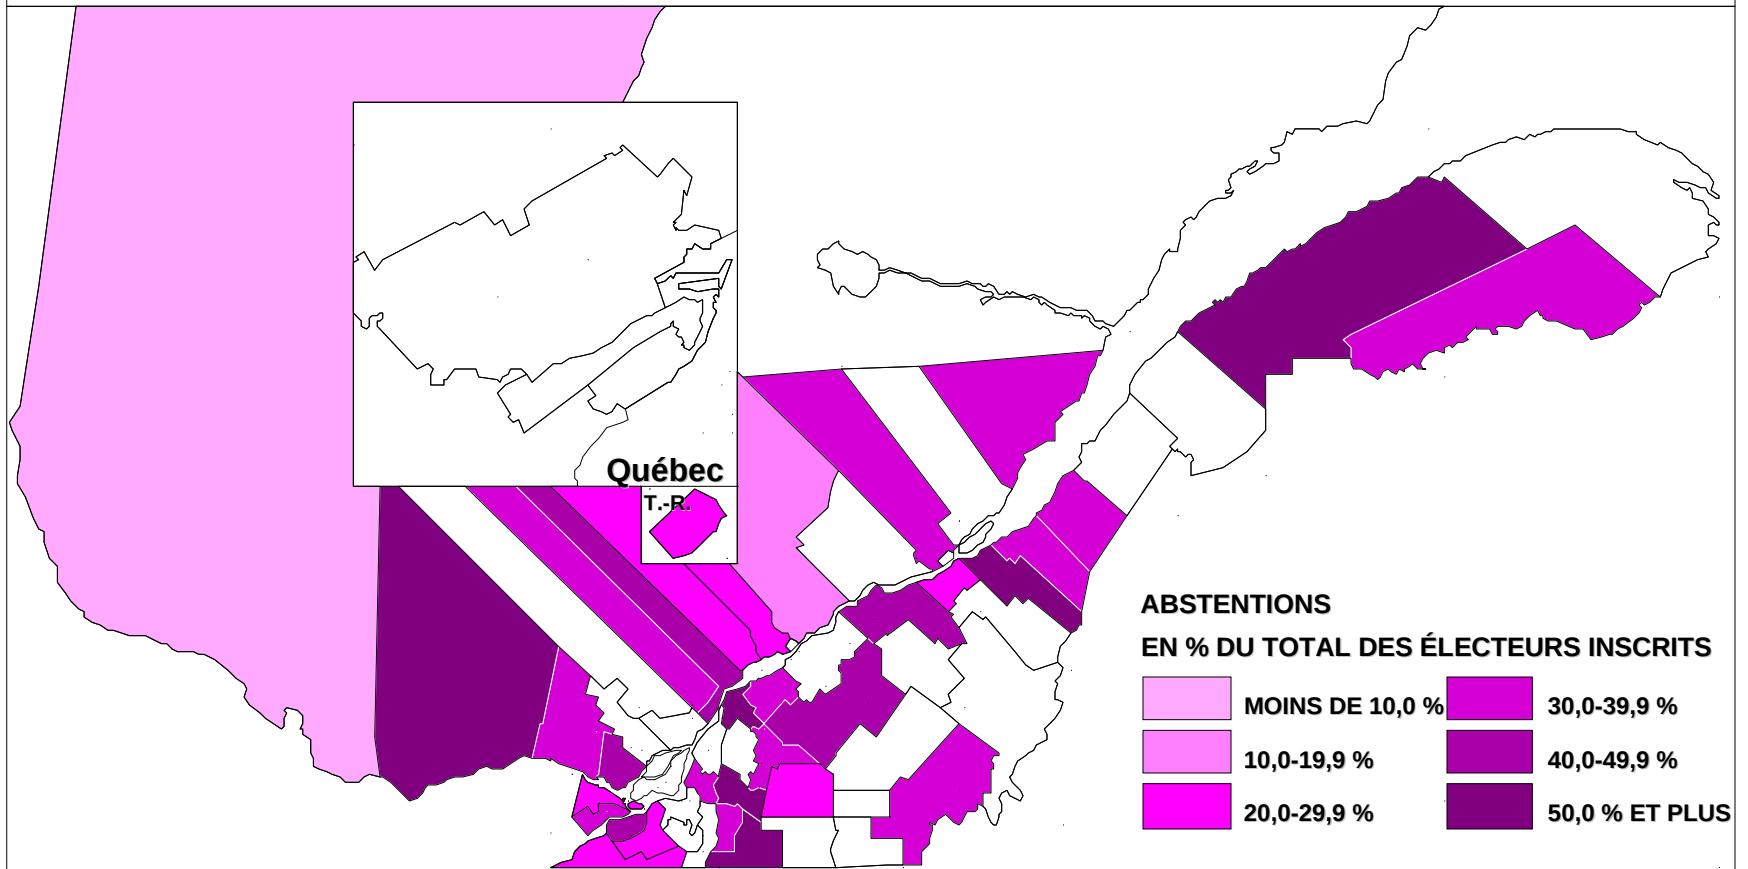 Québec
T.-R.
ABSTENTIONS
EN % DU TOTAL DES ÉLECTEURS INSCRITS
MOINS DE 10,0 %
30,0-39,9 %
10,0-19,9 %
40,0-49,9 %
20,0-29,9 %
50,0 % ET PLUS